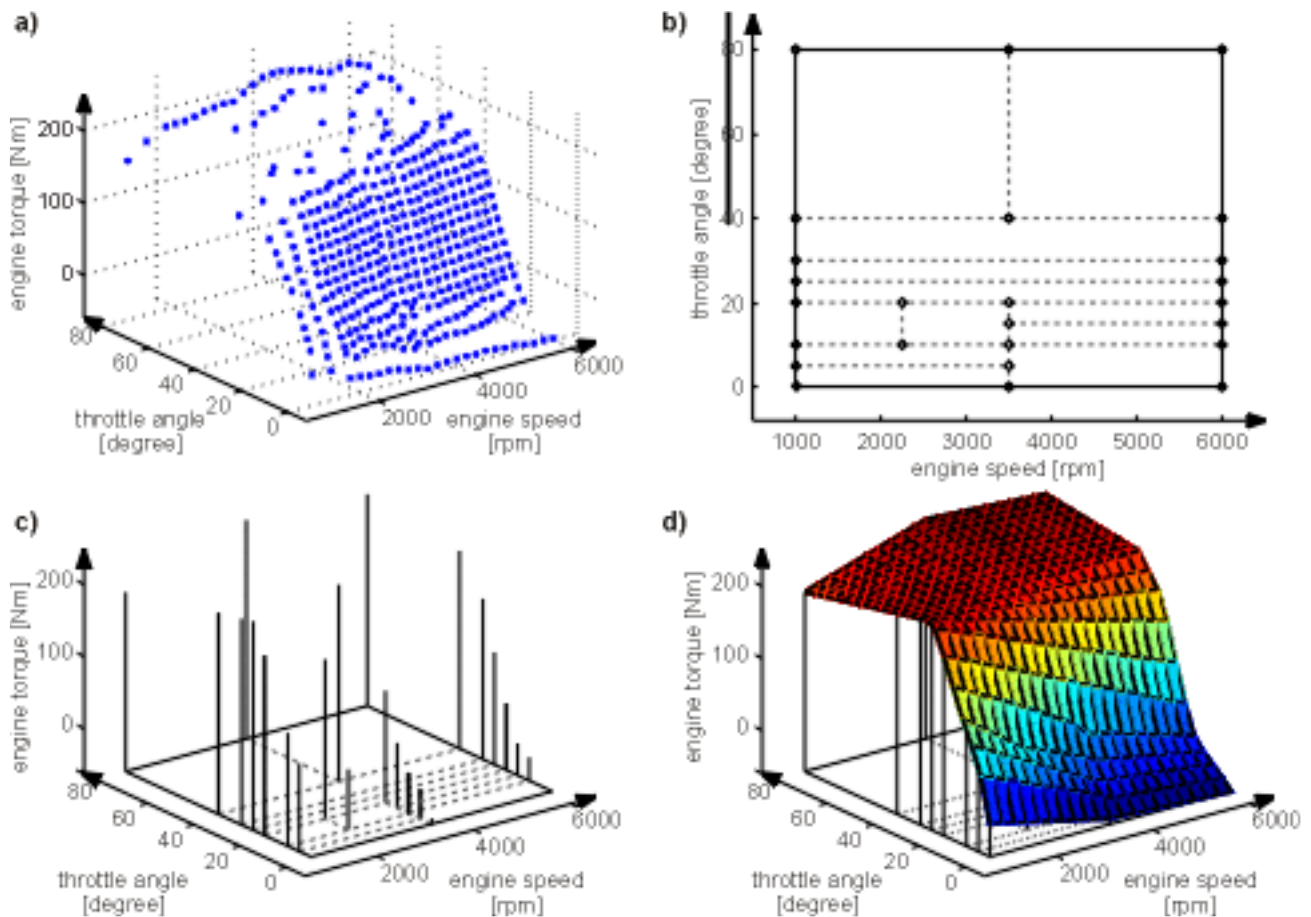 a)
engine torque [Nm]
200
100
0
80
60
40
20
0
throttle angle
[degree]
2000
4000
6000
engine speed
[rpm]
b)
throttle angle [degree]
80
60
40
20
0
1000 2000 3000 4000 5000 6000
engine speed [rpm]
c)
engine torque [Nm]
200
100
0
80
60
40
20
0
throttle angle
[degree]
2000
4000
6000
engine speed
[rpm]
d)
engine torque [Nm]
200
100
0
80
60
40
20
0
throttle angle
[degree]
2000
4000
6000
engine speed
[rpm]